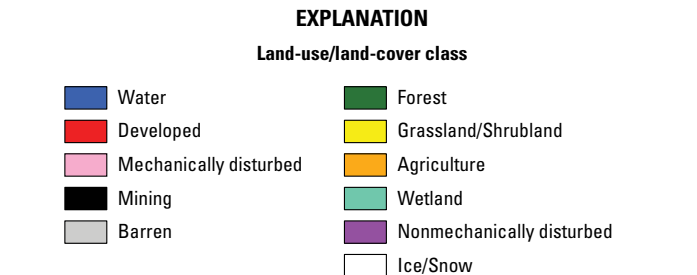 EXPLANATION
Land-use/land-cover class
Water
Developed
Mechanically disturbed
Mining
Barren
Forest
Grassland/Shrubland
Agriculture
Wetland
Nonmechanically disturbed
Ice/Snow